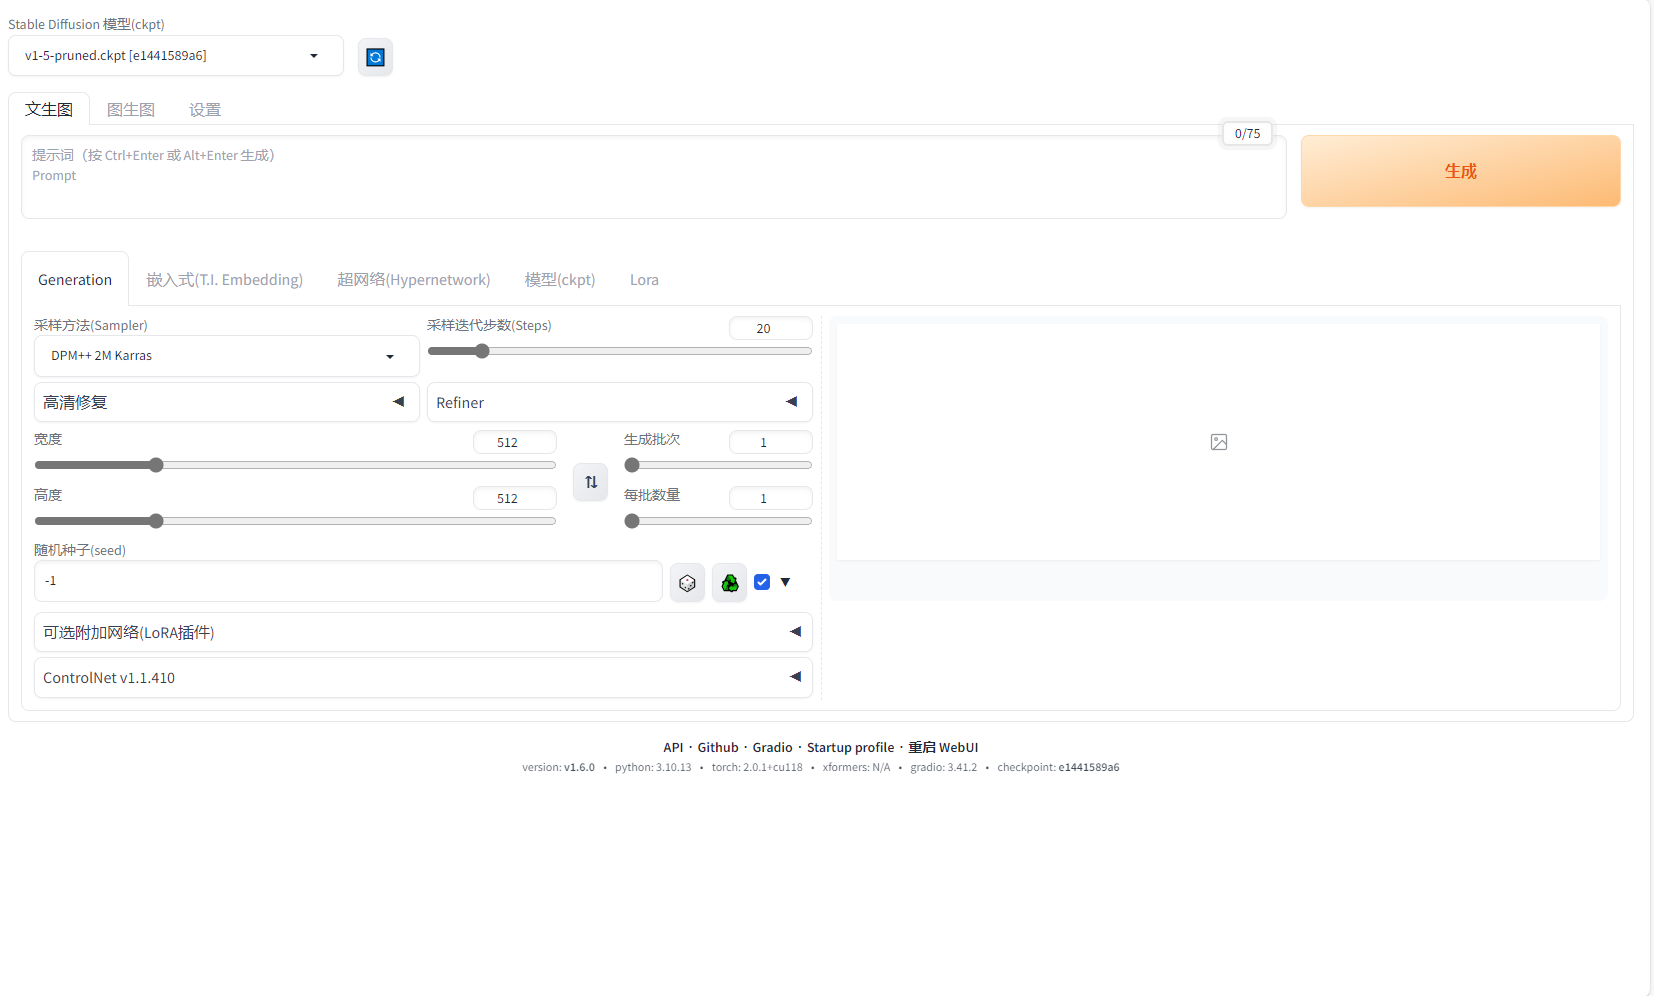 Stable Diffusion 模型(ckpt)
v1-5-pruned.ckpt [e1441589a6]
文生图 图生图 设置
0/75
提示词（按 Ctrl+Enter 或 Alt+Enter 生成）
Prompt
生成
Generation 嵌入式(T.I. Embedding) 超网络(Hypernetwork) 模型(ckpt) Lora
采样方法(Sampler) 采样迭代步数(Steps) 20
DPM++ 2M Karras
高清修复 Refiner
宽度 512 生成批次 1
高度 512 每批数量 1
随机种子(seed)
-1
可选附加网络(LoRA插件)
ControlNet v1.1.410
API · Github · Gradio · Startup profile · 重启 WebUI
version: v1.6.0 • python: 3.10.13 • torch: 2.0.1+cu118 • xformers: N/A • gradio: 3.41.2 • checkpoint: e1441589a6